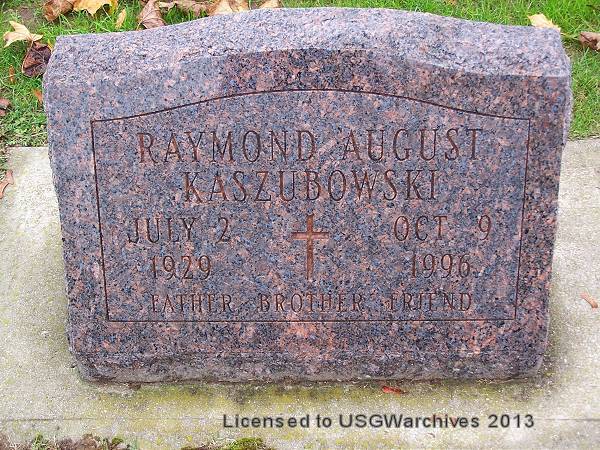 RAYMOND AUGUST
KASZUBOWSKI
JULY 2 OCT. 9
1929 1996
FATHER BROTHER FRIEND
Licensed to USGWarchives 2013